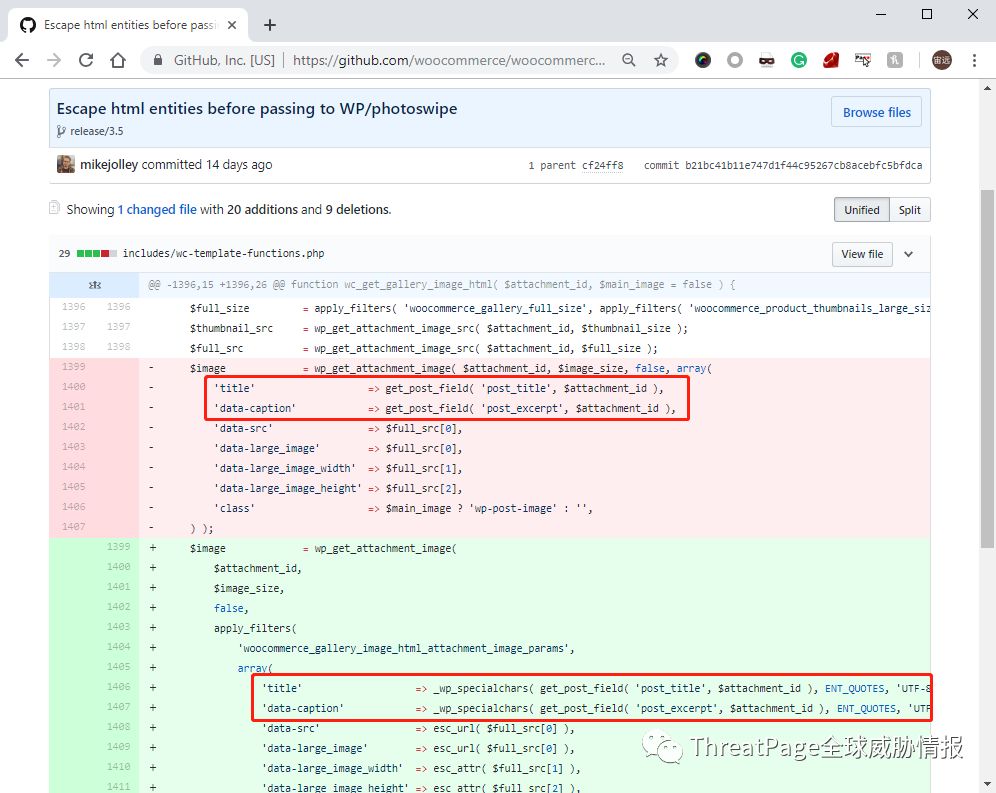 Escape html entities before passi
GitHub, Inc. [US] https://github.com/woocommerce/woocommerc...
Escape html entities before passing to WP/photoswipe
Browse files
release/3.5
mikejolley committed 14 days ago
1 parent cf24ff8 commit b21bc41b11e747d1f44c95267cb8acebfc5bfdca
Showing 1 changed file with 20 additions and 9 deletions.
Unified Split
29 includes/wc-template-functions.php
View file
@@ -1396,15 +1396,26 @@ function wc_get_gallery_image_html( $attachment_id, $main_image = false ) {
1396 1396 $full_size = apply_filters( 'woocommerce_gallery_full_size', apply_filters( 'woocommerce_product_thumbnails_large_siz
1397 1397 $thumbnail_src = wp_get_attachment_image_src( $attachment_id, $thumbnail_size );
1398 1398 $full_src = wp_get_attachment_image_src( $attachment_id, $full_size );
1399 - $image = wp_get_attachment_image( $attachment_id, $image_size, false, array(
1400 - 'title' => get_post_field( 'post_title', $attachment_id ),
1401 - 'data-caption' => get_post_field( 'post_excerpt', $attachment_id ),
1402 - 'data-src' => $full_src[0],
1403 - 'data-large_image' => $full_src[0],
1404 - 'data-large_image_width' => $full_src[1],
1405 - 'data-large_image_height' => $full_src[2],
1406 - 'class' => $main_image ? 'wp-post-image' : '',
1407 - ) );
1399 + $image = wp_get_attachment_image(
1400 + $attachment_id,
1401 + $image_size,
1402 + false,
1403 + apply_filters(
1404 + 'woocommerce_gallery_image_html_attachment_image_params',
1405 + array(
1406 + 'title' => _wp_specialchars( get_post_field( 'post_title', $attachment_id ), ENT_QUOTES, 'UTF-8
1407 + 'data-caption' => _wp_specialchars( get_post_field( 'post_excerpt', $attachment_id ), ENT_QUOTES, 'UTF
1408 + 'data-src' => esc_url( $full_src[0] ),
1409 + 'data-large_image' => esc_url( $full_src[0] ),
1410 + 'data-large_image_width' => esc_attr( $full_src[1] ),
1411 + 'data-large_image_height' => esc_attr( $full_src[2] ),
ThreatPage全球威胁情报